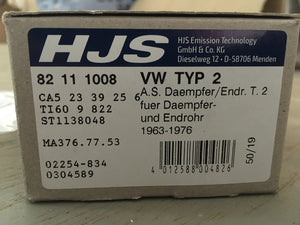 HJS
HJS Emission Technology
GmbH & Co. KG
Dieselweg 12 • D-58706 Menden
82 11 1008 VW TYP 2
CA5 23 39 25 6 A.S. Daempfer/Endr. T. 2
TI60 9 822 fuer Daempfer-
ST1138048 und Endrohr
1963-1976
MA376.77.53
02254-834
0304589
4 012588 004826
50/19